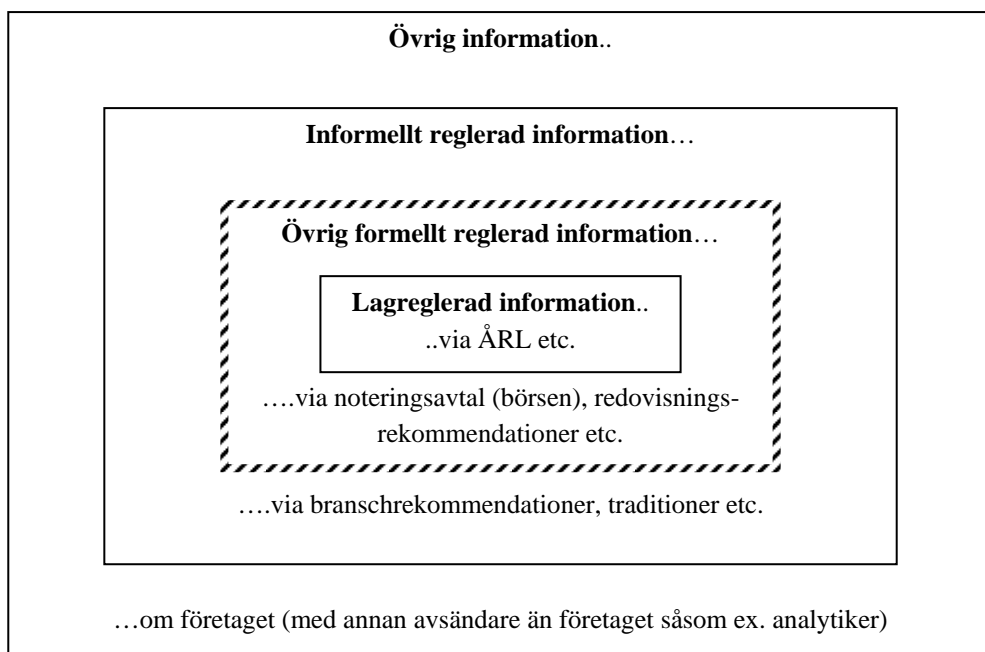 Övrig information..
Informellt reglerad information…
Övrig formellt reglerad information…
Lagreglerad information..
..via ÅRL etc.
….via noteringsavtal (börsen), redovisnings-
rekommendationer etc.
….via branschrekommendationer, traditioner etc.
…om företaget (med annan avsändare än företaget såsom ex. analytiker)